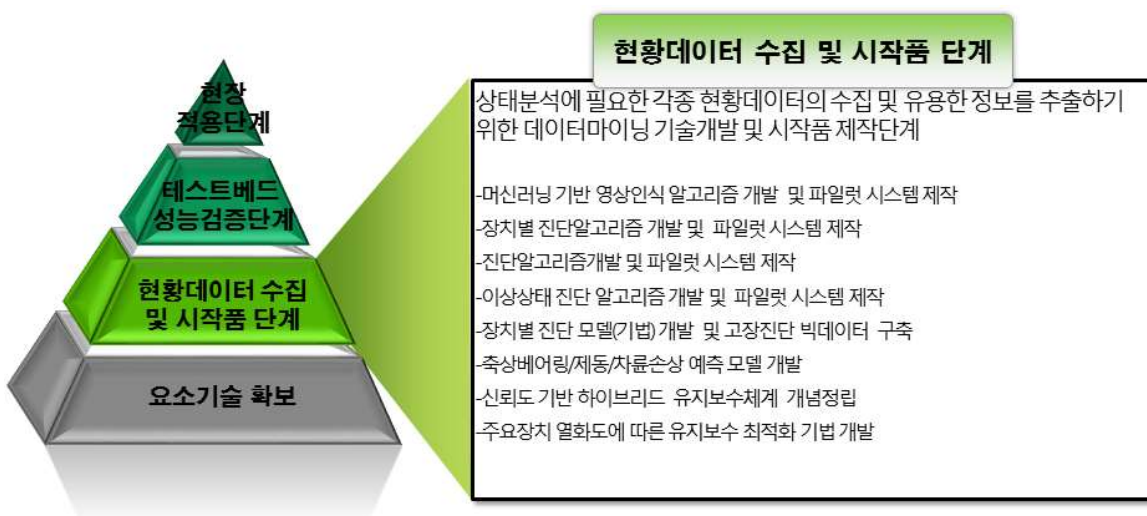 현장
적용단계
테스트베드
성능검증단계
현황데이터 수집
및 시작품 단계
요소기술 확보
현황데이터 수집 및 시작품 단계
상태분석에 필요한 각종 현황데이터의 수집 및 유용한 정보를 추출하기
위한 데이터마이닝 기술개발 및 시작품 제작단계
-머신러닝 기반 영상인식 알고리즘 개발 및 파일럿 시스템 제작
-장치별 진단알고리즘 개발 및 파일럿 시스템 제작
-진단알고리즘개발 및 파일럿 시스템 제작
-이상상태 진단 알고리즘 개발 및 파일럿 시스템 제작
-장치별 진단 모델(기법) 개발 및 고장진단 빅데이터 구축
-축상베어링/제동/차륜손상 예측 모델 개발
-신뢰도 기반 하이브리드 유지보수체계 개념정립
-주요장치 열화도에 따른 유지보수 최적화 기법 개발